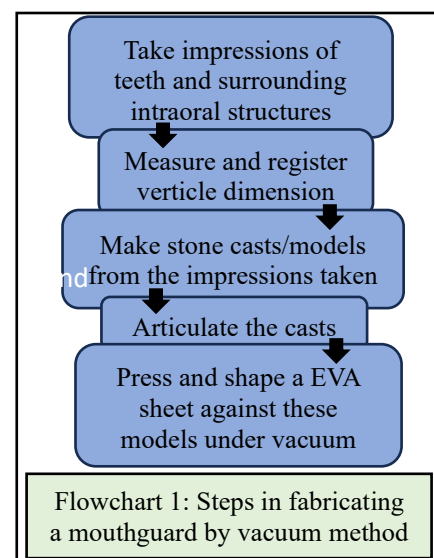 Take impressions of
teeth and surrounding
intraoral structures
Measure and register
verticle dimension
Make stone casts/models
from the impressions taken
Articulate the casts
Press and shape a EVA
sheet against these
models under vacuum
Flowchart 1: Steps in fabricating
a mouthguard by vacuum method